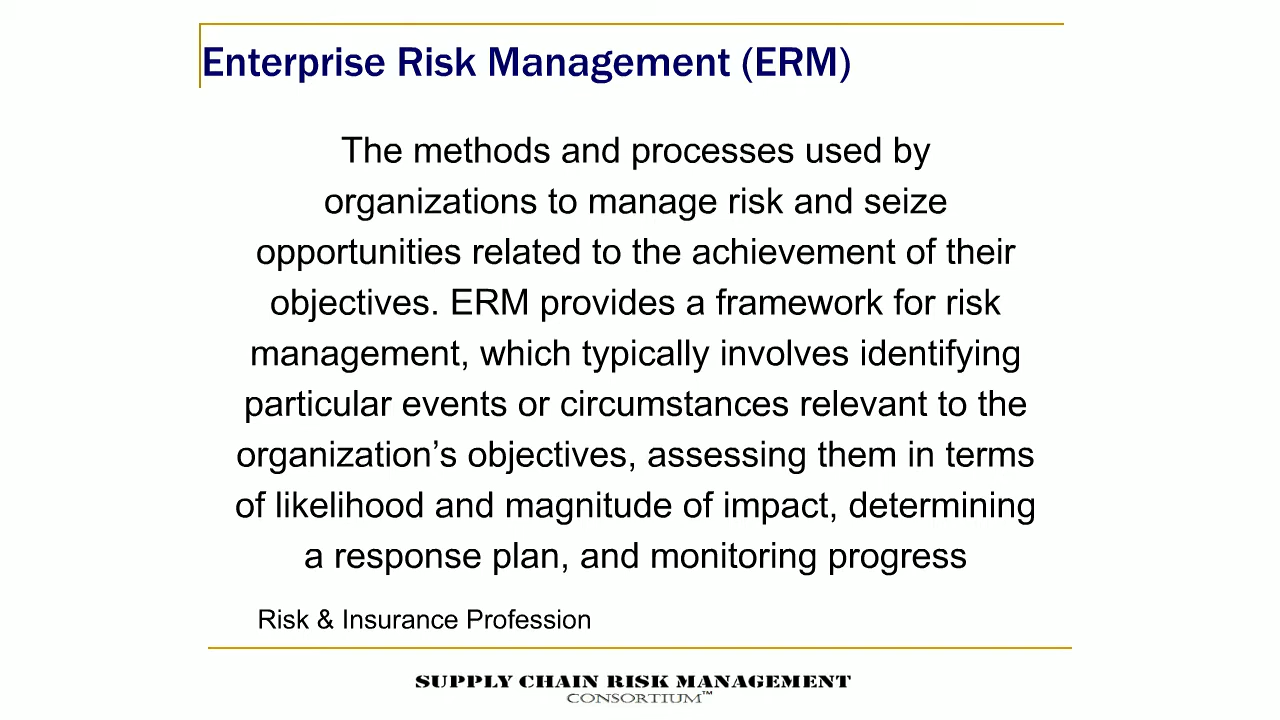 Enterprise Risk Management (ERM)
The methods and processes used by
organizations to manage risk and seize
opportunities related to the achievement of their
objectives. ERM provides a framework for risk
management, which typically involves identifying
particular events or circumstances relevant to the
organization’s objectives, assessing them in terms
of likelihood and magnitude of impact, determining
a response plan, and monitoring progress
Risk & Insurance Profession
SUPPLY CHAIN RISK MANAGEMENT
CONSORTIUM™